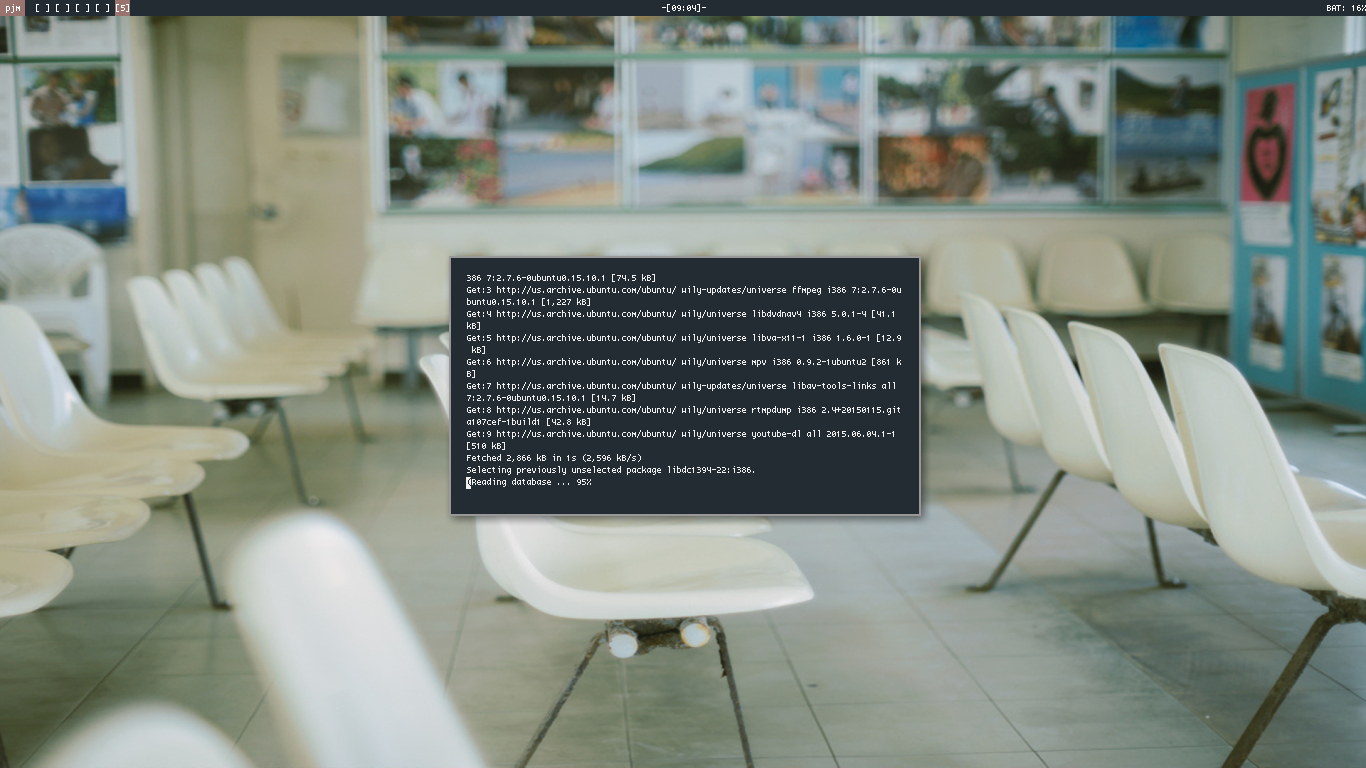 pjm [ ] [ ] [ ] [ ] [ ] [5]
-[09:04]-
BAT: 16%
386 7:2.7.6-0ubuntu0.15.10.1 [74.5 kB]
Get:3 http://us.archive.ubuntu.com/ubuntu/ wily-updates/universe ffmpeg i386 7:2.7.6-0u
buntu0.15.10.1 [1,227 kB]
Get:4 http://us.archive.ubuntu.com/ubuntu/ wily/universe libdvdnav4 i386 5.0.1-4 [41.1
kB]
Get:5 http://us.archive.ubuntu.com/ubuntu/ wily/universe libva-x11-1 i386 1.6.0-1 [12.9
kB]
Get:6 http://us.archive.ubuntu.com/ubuntu/ wily/universe mpv i386 0.9.2-1ubuntu2 [861 k
B]
Get:7 http://us.archive.ubuntu.com/ubuntu/ wily-updates/universe libav-tools-links all
7:2.7.6-0ubuntu0.15.10.1 [14.7 kB]
Get:8 http://us.archive.ubuntu.com/ubuntu/ wily/universe rtmpdump i386 2.4+20150115.git
a107cef-1build1 [42.8 kB]
Get:9 http://us.archive.ubuntu.com/ubuntu/ wily/universe youtube-dl all 2015.06.04.1-1
[510 kB]
Fetched 2,866 kB in 1s (2,596 kB/s)
Selecting previously unselected package libdc1394-22:i386.
(Reading database ... 95%